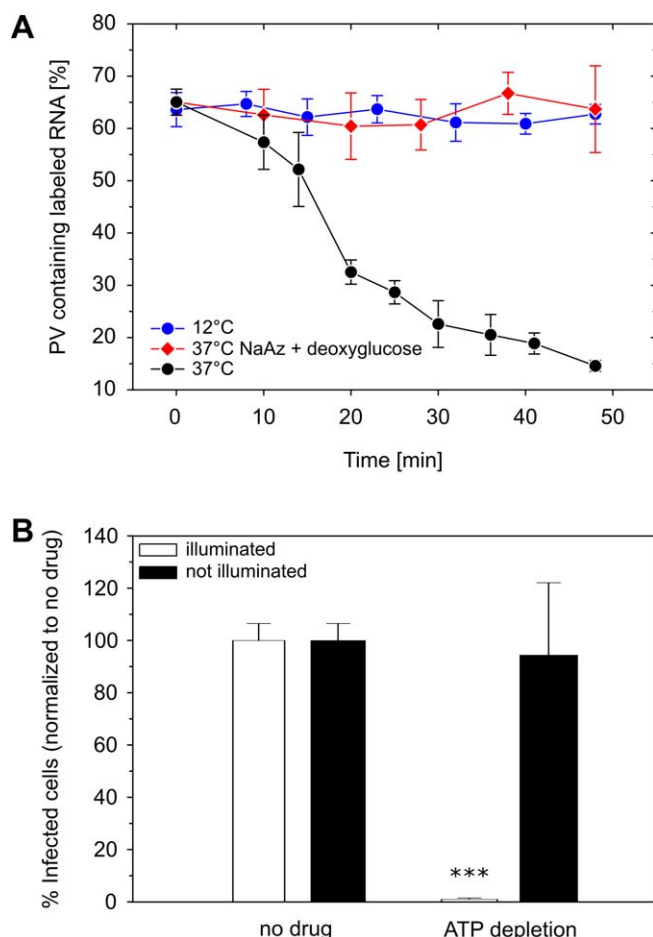 A
PV containing labeled RNA [%]
80
70
60
50
40
30
20
10
12°C
37°C NaAz + deoxyglucose
37°C
0
10
20
30
40
50
Time [min]
B
% Infected cells (normalized to no drug)
140
120
100
80
60
40
20
0
illuminated
not illuminated
***
no drug
ATP depletion